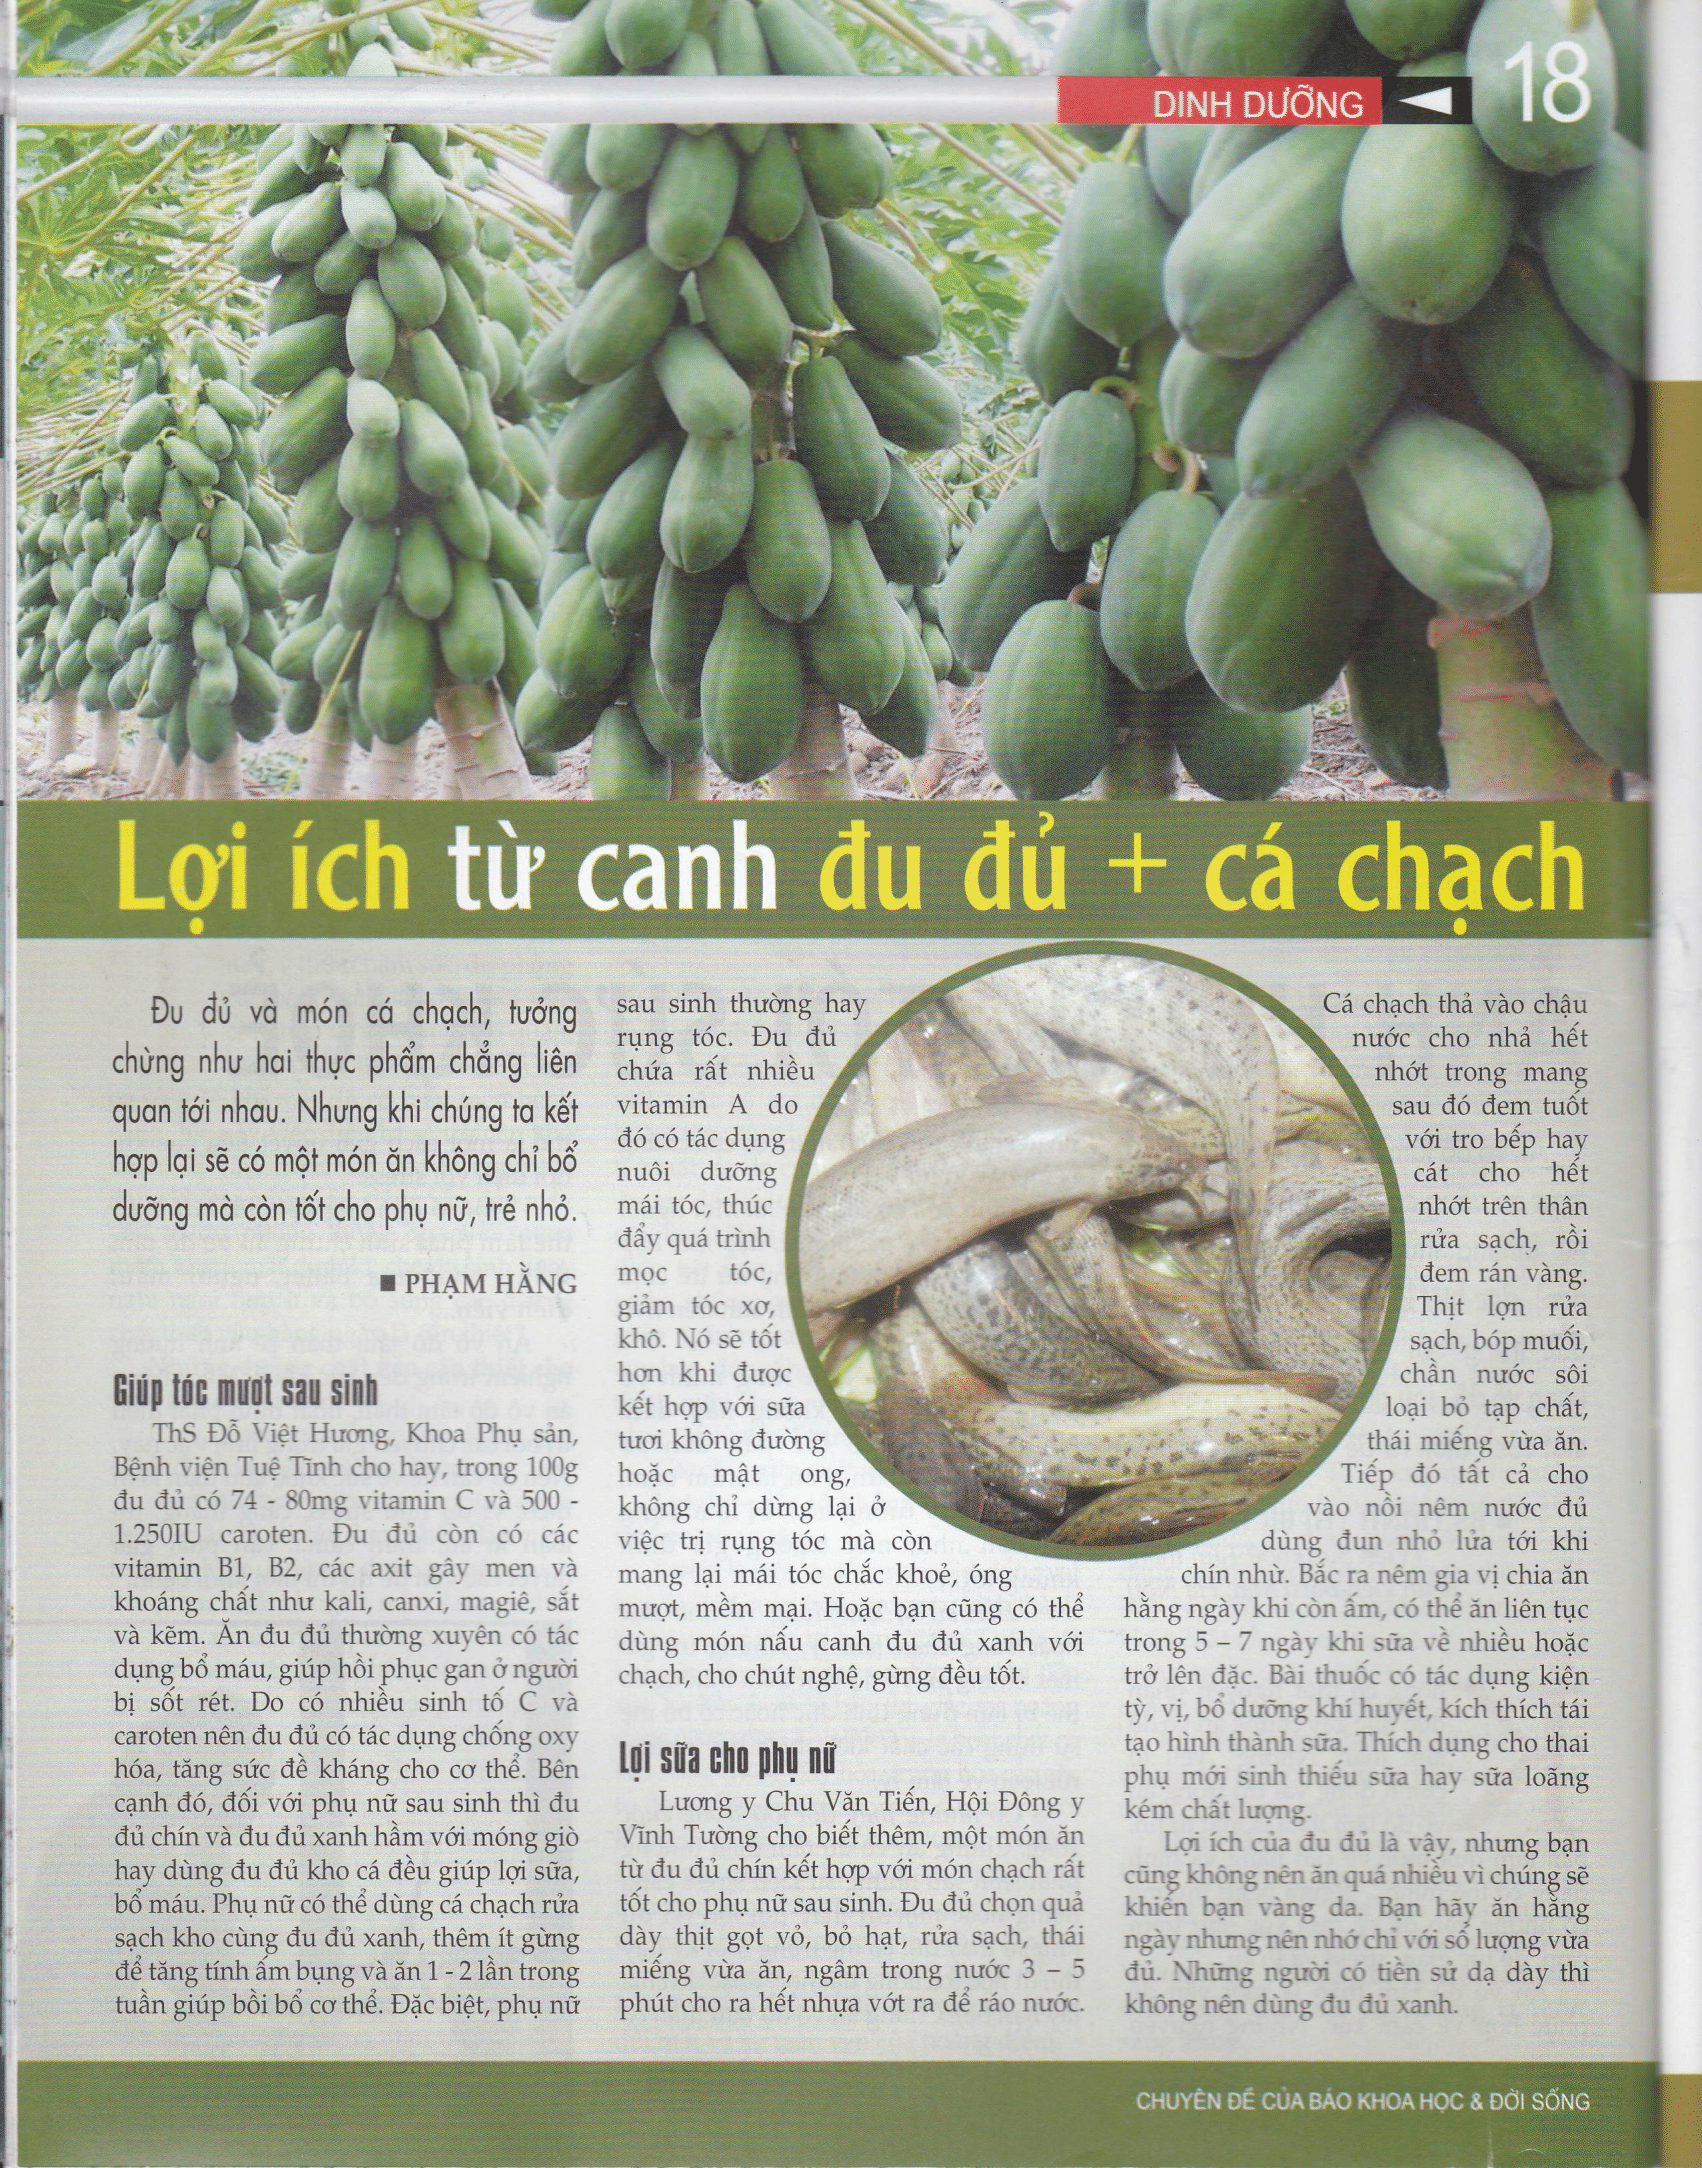 DINH DƯỠNG
18
Lợi ích từ canh đu đủ + cá chạch
Đu đủ và món cá chạch, tưởng
chừng như hai thực phẩm chẳng liên
quan tới nhau. Nhưng khi chúng ta kết
hợp lại sẽ có một món ăn không chỉ bổ
dưỡng mà còn tốt cho phụ nữ, trẻ nhỏ.
■ PHẠM HẰNG
Giúp tóc mượt sau sinh
ThS Đỗ Việt Hương, Khoa Phụ sản,
Bệnh viện Tuệ Tĩnh cho hay, trong 100g
đu đủ có 74 - 80mg vitamin C và 500 -
1.250IU caroten. Đu đủ còn có các
vitamin B1, B2, các axit gây men và
khoáng chất như kali, canxi, magiê, sắt
và kẽm. Ăn đu đủ thường xuyên có tác
dụng bổ máu, giúp hồi phục gan ở người
bị sốt rét. Do có nhiều sinh tố C và
caroten nên đu đủ có tác dụng chống oxy
hóa, tăng sức đề kháng cho cơ thể. Bên
cạnh đó, đối với phụ nữ sau sinh thì đu
đủ chín và đu đủ xanh hầm với móng giò
hay dùng đu đủ kho cá đều giúp lợi sữa,
bổ máu. Phụ nữ có thể dùng cá chạch rửa
sạch kho cùng đu đủ xanh, thêm ít gừng
để tăng tính ấm bụng và ăn 1 - 2 lần trong
tuần giúp bồi bổ cơ thể. Đặc biệt, phụ nữ
sau sinh thường hay
rụng tóc. Đu đủ
chứa rất nhiều
vitamin A do
đó có tác dụng
nuôi dưỡng
mái tóc, thúc
đẩy quá trình
mọc tóc,
giảm tóc xơ,
khô. Nó sẽ tốt
hơn khi được
kết hợp với sữa
tươi không đường
hoặc mật ong,
không chỉ dừng lại ở
việc trị rụng tóc mà còn
mang lại mái tóc chắc khoẻ, óng
mượt, mềm mại. Hoặc bạn cũng có thể
dùng món nấu canh đu đủ xanh với
chạch, cho chút nghệ, gừng đều tốt.
Lợi sữa cho phụ nữ
Lương y Chu Văn Tiến, Hội Đông y
Vĩnh Tường cho biết thêm, một món ăn
từ đu đủ chín kết hợp với món chạch rất
tốt cho phụ nữ sau sinh. Đu đủ chọn quả
dày thịt gọt vỏ, bỏ hạt, rửa sạch, thái
miếng vừa ăn, ngâm trong nước 3 – 5
phút cho ra hết nhựa vớt ra để ráo nước.
Cá chạch thả vào chậu
nước cho nhả hết
nhớt trong mang
sau đó đem tuốt
với tro bếp hay
cát cho hết
nhớt trên thân
rửa sạch, rồi
đem rán vàng.
Thịt lợn rửa
sạch, bóp muối,
chần nước sôi
loại bỏ tạp chất,
thái miếng vừa ăn.
Tiếp đó tất cả cho
vào nồi nêm nước đủ
dùng đun nhỏ lửa tới khi
chín nhừ. Bắc ra nêm gia vị chia ăn
hằng ngày khi còn ấm, có thể ăn liên tục
trong 5 – 7 ngày khi sữa về nhiều hoặc
trở lên đặc. Bài thuốc có tác dụng kiện
tỳ, vị, bổ dưỡng khí huyết, kích thích tái
tạo hình thành sữa. Thích dụng cho thai
phụ mới sinh thiếu sữa hay sữa loãng
kém chất lượng.
Lợi ích của đu đủ là vậy, nhưng bạn
cũng không nên ăn quá nhiều vì chúng sẽ
khiến bạn vàng da. Bạn hãy ăn hằng
ngày nhưng nên nhớ chỉ với số lượng vừa
đủ. Những người có tiền sử dạ dày thì
không nên dùng đu đủ xanh.
CHUYÊN ĐỀ CỦA BÁO KHOA HỌC & ĐỜI SỐNG